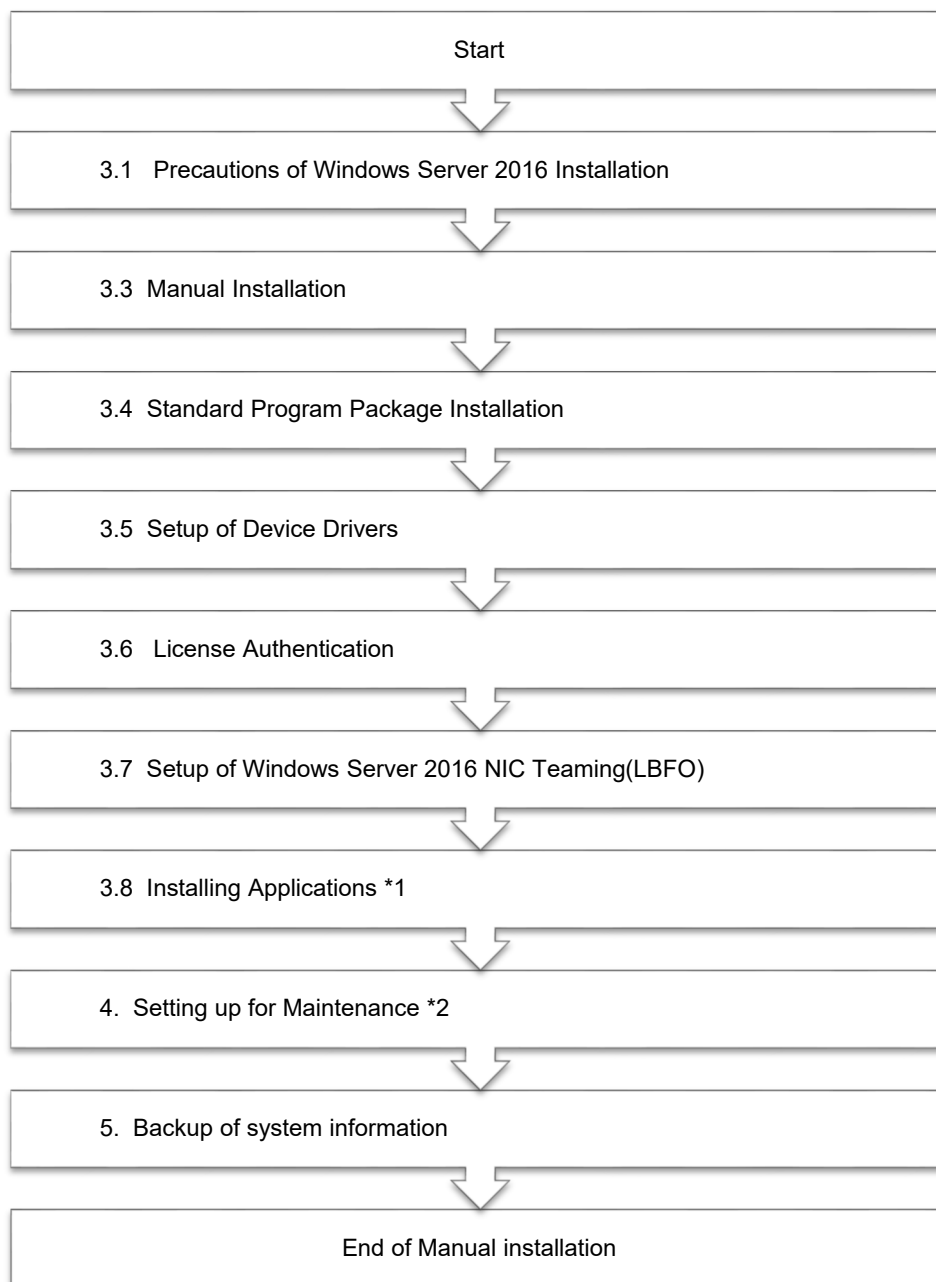 Start
3.1 Precautions of Windows Server 2016 Installation
3.3 Manual Installation
3.4 Standard Program Package Installation
3.5 Setup of Device Drivers
3.6 License Authentication
3.7 Setup of Windows Server 2016 NIC Teaming(LBFO)
3.8 Installing Applications *1
4. Setting up for Maintenance *2
5. Backup of system information
End of Manual installation